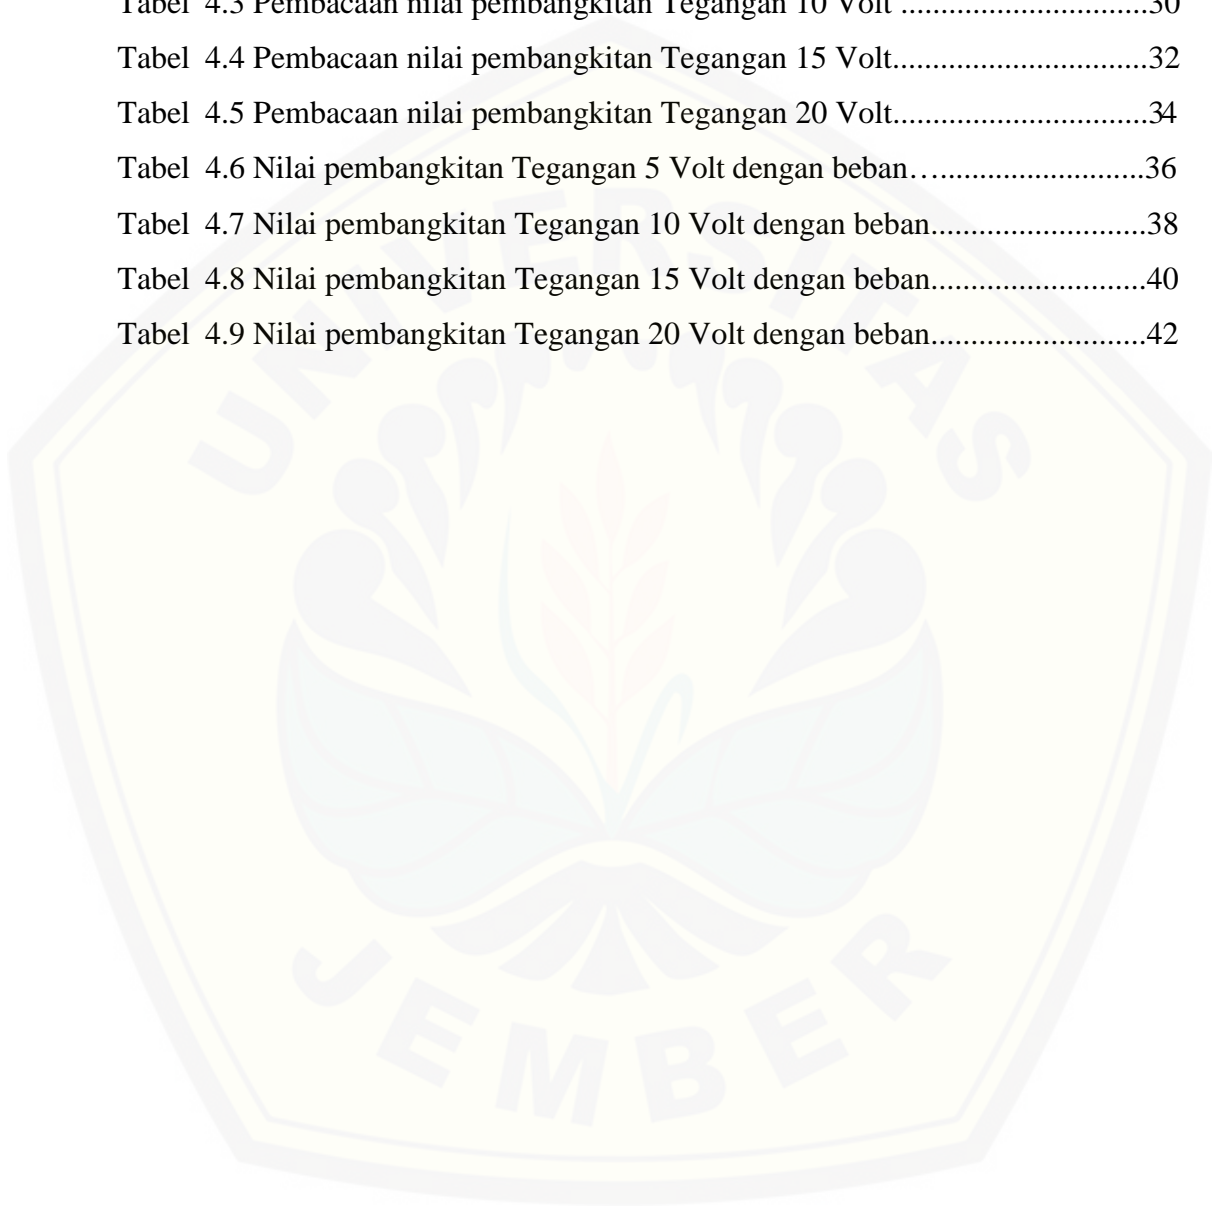 Tabel 4.3 Pembacaan nilai pembangkitan Tegangan 10 Volt ..............................30
Tabel 4.4 Pembacaan nilai pembangkitan Tegangan 15 Volt...............................32
Tabel 4.5 Pembacaan nilai pembangkitan Tegangan 20 Volt...............................34
Tabel 4.6 Nilai pembangkitan Tegangan 5 Volt dengan beban…........................36
Tabel 4.7 Nilai pembangkitan Tegangan 10 Volt dengan beban..........................38
Tabel 4.8 Nilai pembangkitan Tegangan 15 Volt dengan beban..........................40
Tabel 4.9 Nilai pembangkitan Tegangan 20 Volt dengan beban..........................42
UNIVERSITAS
JEMBER